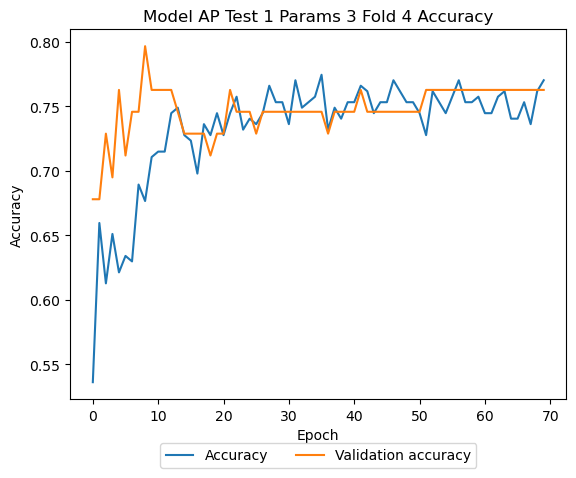 Model AP Test 1 Params 3 Fold 4 Accuracy
0.80
0.75
0.70
0.65
0.60
0.55
Accuracy
0 10 20 30 40 50 60 70
Epoch
Accuracy Validation accuracy